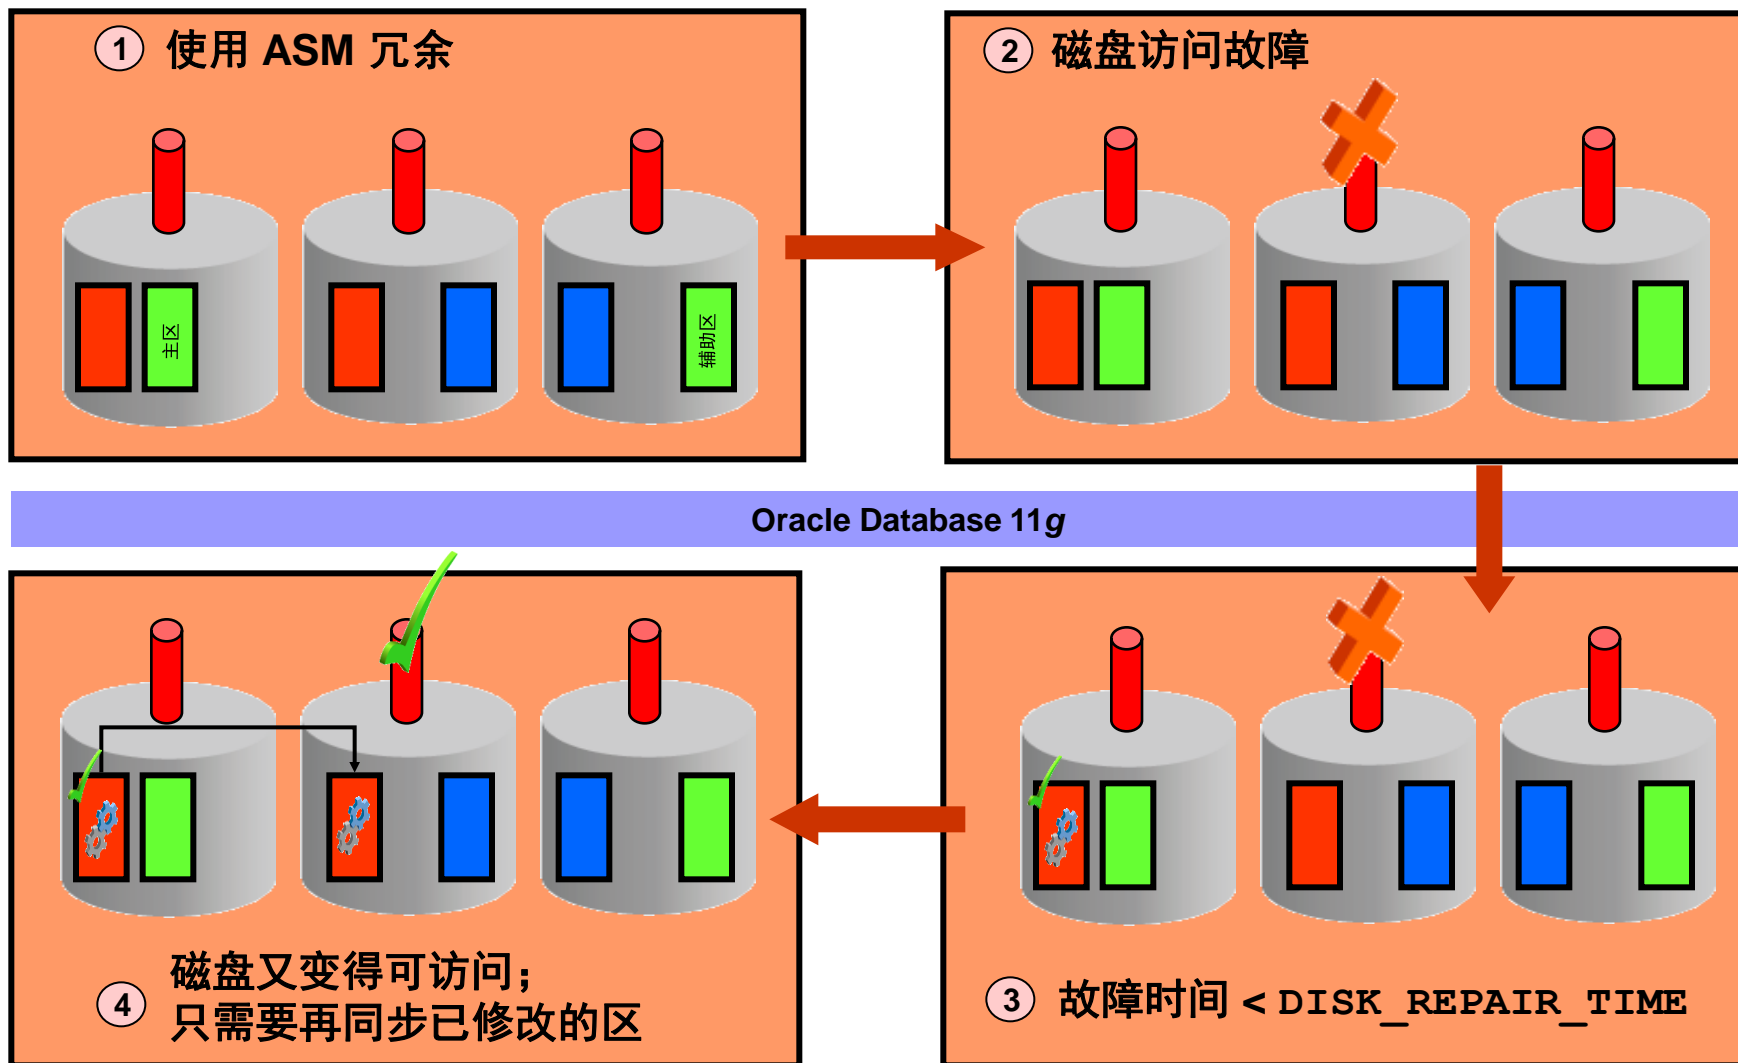 1 使用 ASM 冗余
主区
辅助区
2 磁盘访问故障
Oracle Database 11g
3 故障时间 < DISK_REPAIR_TIME
4 磁盘又变得可访问;
只需要再同步已修改的区